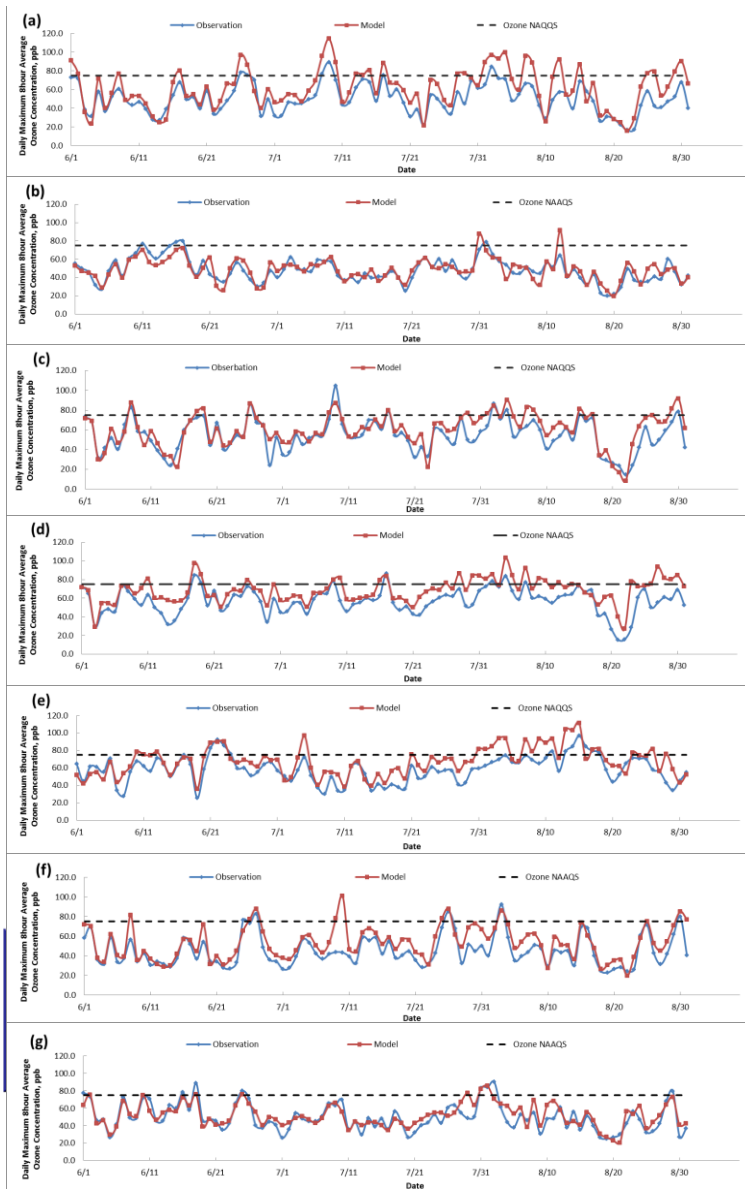 (a)
Observation Model Ozone NAQQS
Daily Maximum 8hour Average
Ozone Concentration, ppb
120.0
100.0
80.0
60.0
40.0
20.0
0.0
6/1 6/11 6/21 7/1 7/11 7/21 7/31 8/10 8/20 8/30
Date
(b)
Observation Model Ozone NAAQS
Daily Maximum 8hour Average
Ozone Concentration, ppb
120.0
100.0
80.0
60.0
40.0
20.0
0.0
6/1 6/11 6/21 7/1 7/11 7/21 7/31 8/10 8/20 8/30
Date
(c)
Obserbation Model Ozone NAQQS
Daily Maximum 8hour Average
Ozone Concentration, ppb
120.0
100.0
80.0
60.0
40.0
20.0
0.0
6/1 6/11 6/21 7/1 7/11 7/21 7/31 8/10 8/20 8/30
Date
(d)
Observation Model Ozone NAAQS
Daily Maximum 8hour Average
Ozone Concentration, ppb
120.0
100.0
80.0
60.0
40.0
20.0
0.0
6/1 6/11 6/21 7/1 7/11 7/21 7/31 8/10 8/20 8/30
Date
(e)
Observation Model Ozone NAQQS
Daily Maximum 8hour Average
Ozone Concentration, ppb
120.0
100.0
80.0
60.0
40.0
20.0
0.0
6/1 6/11 6/21 7/1 7/11 7/21 7/31 8/10 8/20 8/30
Date
(f)
Observation Model Ozone NAAQS
Daily Maximum 8hour Average
Ozone Concentration, ppb
120.0
100.0
80.0
60.0
40.0
20.0
0.0
6/1 6/11 6/21 7/1 7/11 7/21 7/31 8/10 8/20 8/30
Date
(g)
Observation Model Ozone NAAQS
Daily Maximum 8hour Average
Ozone Concentration, ppb
120.0
100.0
80.0
60.0
40.0
20.0
0.0
6/1 6/11 6/21 7/1 7/11 7/21 7/31 8/10 8/20 8/30
Date